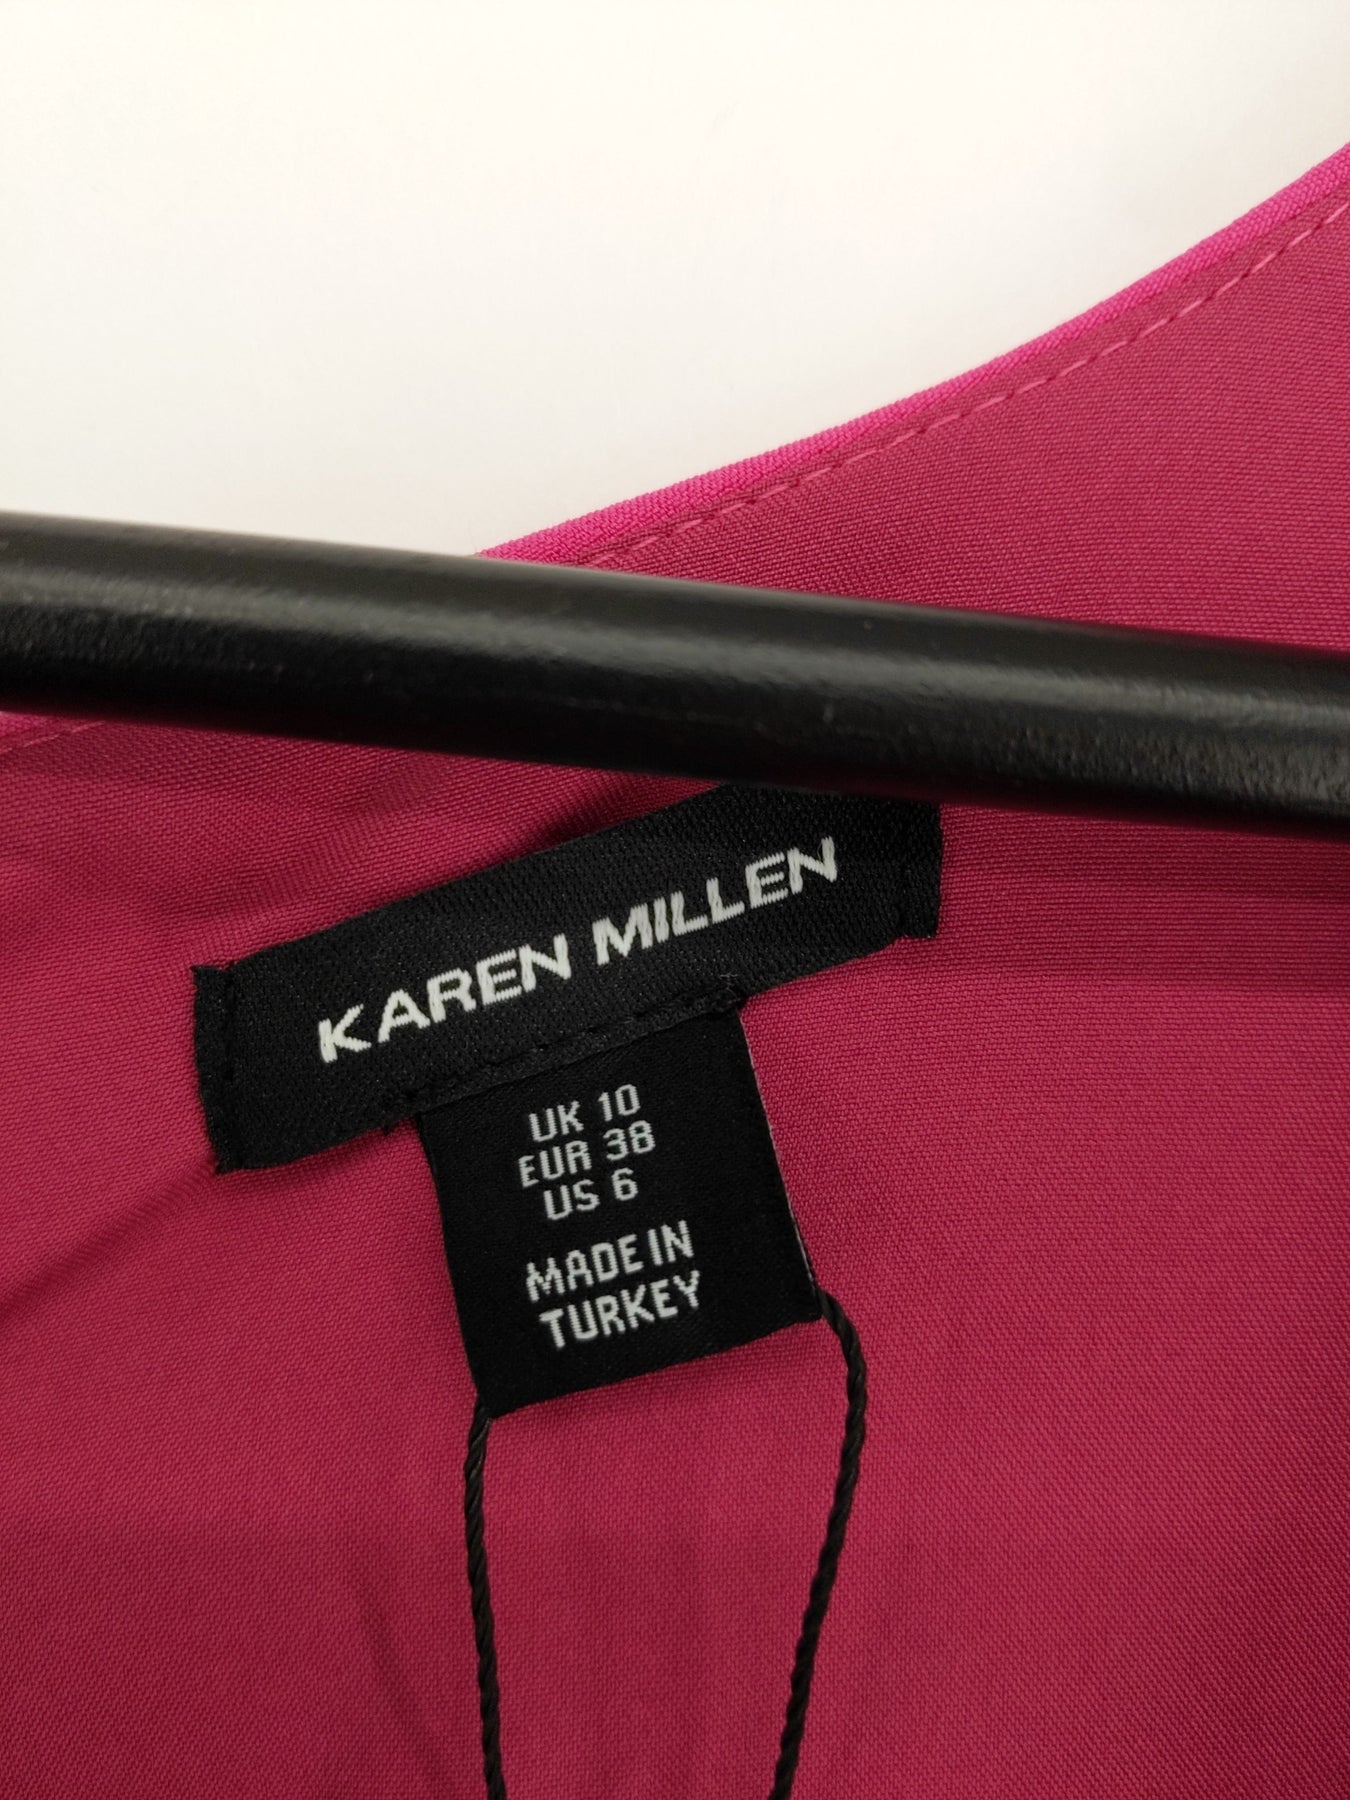 KAREN MILLEN
UK 10
EUR 38
US 6
MADE IN
TURKEY